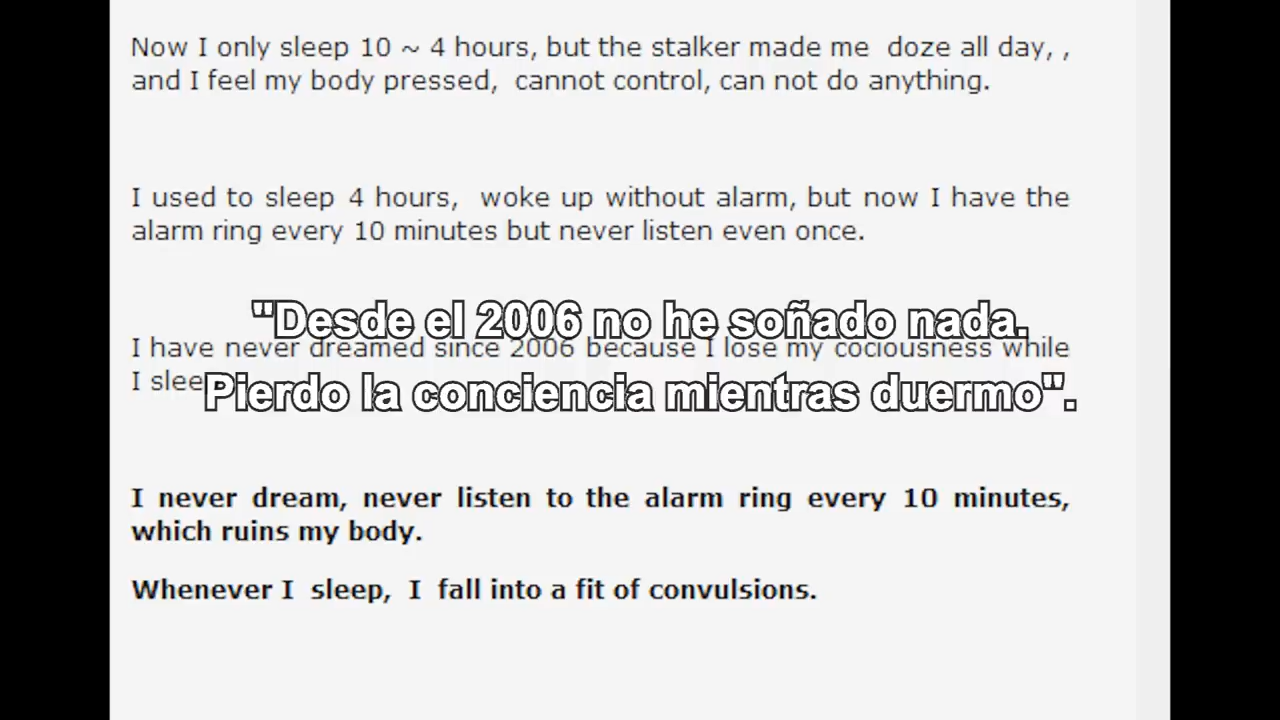 Now I only sleep 10 ~ 4 hours, but the stalker made me doze all day, ,
and I feel my body pressed, cannot control, can not do anything.
I used to sleep 4 hours, woke up without alarm, but now I have the
alarm ring every 10 minutes but never listen even once.
"Desde el 2006 no he soñado nada.
I have never dreamed since 2006 because I lose my cociousness while
I
Pierdo la conciencia mientras duermo".
I never dream, never listen to the alarm ring every 10 minutes,
which ruins my body.
Whenever I sleep, I fall into a fit of convulsions.